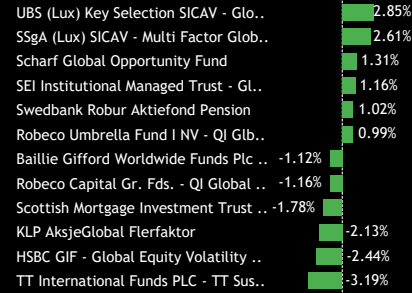 UBS (Lux) Key Selection SICAV - Glo.. 2.85%
SSgA (Lux) SICAV - Multi Factor Glob.. 2.61%
Scharf Global Opportunity Fund 1.31%
SEI Institutional Managed Trust - Gl.. 1.16%
Swedbank Robur Aktiefond Pension 1.02%
Robeco Umbrella Fund I NV - QI Glb.. 0.99%
Baillie Gifford Worldwide Funds Plc .. -1.12%
Robeco Capital Gr. Fds. - QI Global .. -1.16%
Scottish Mortgage Investment Trust .. -1.78%
KLP AksjeGlobal Flerfaktor -2.13%
HSBC GIF - Global Equity Volatility .. -2.44%
TT International Funds PLC - TT Sus.. -3.19%